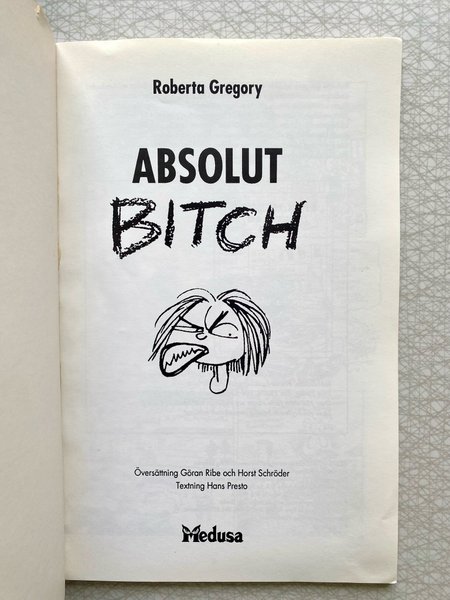 Roberta Gregory
ABSOLUT
BITCH
Översättning Göran Ribe och Horst Schröder
Textning Hans Presto
Medusa